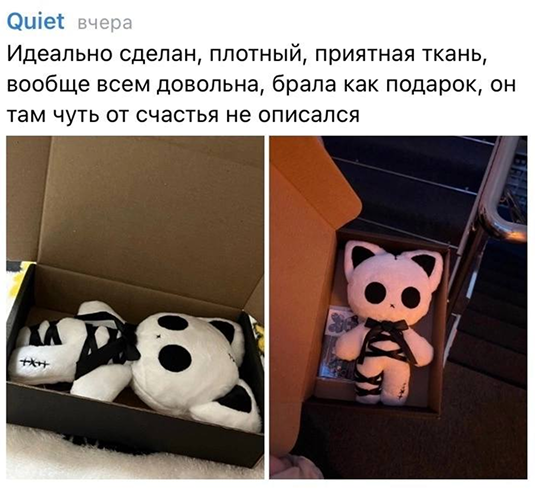 Quiet вчера
Идеально сделан, плотный, приятная ткань,
вообще всем довольна, брала как подарок, он
там чуть от счастья не описался